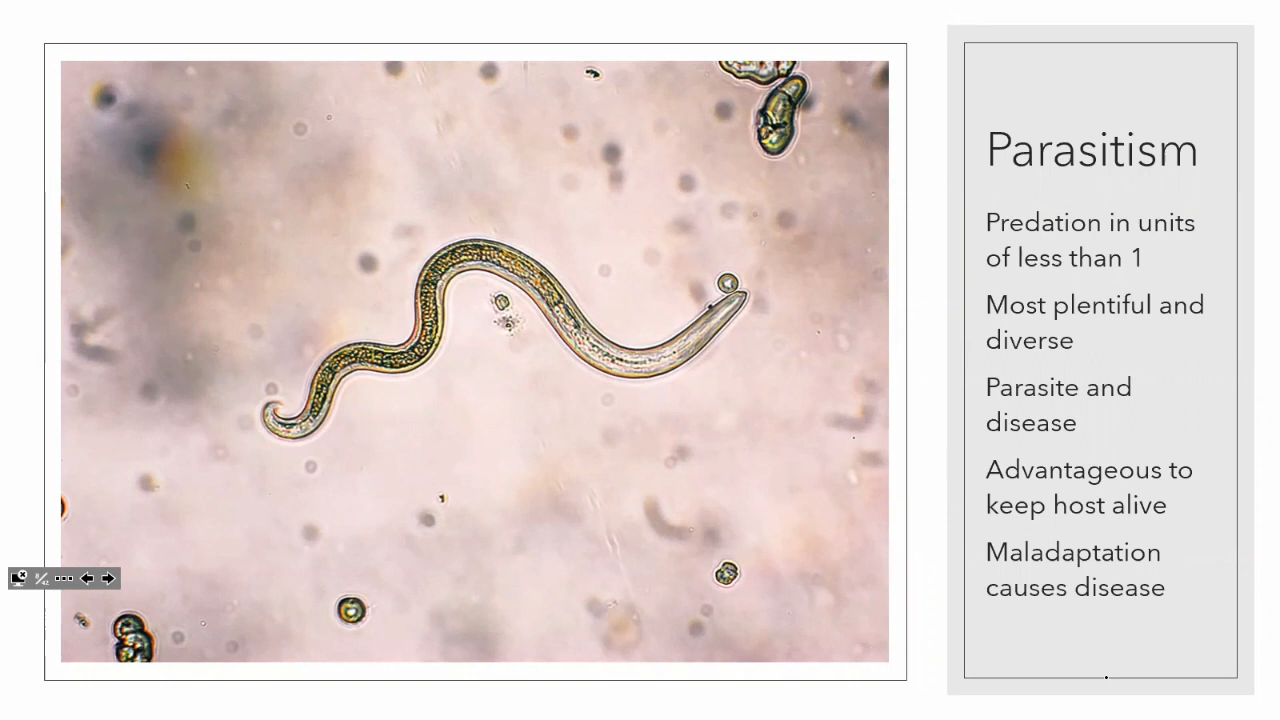 Parasitism
Predation in units
of less than 1
Most plentiful and
diverse
Parasite and
disease
Advantageous to
keep host alive
Maladaptation
causes disease